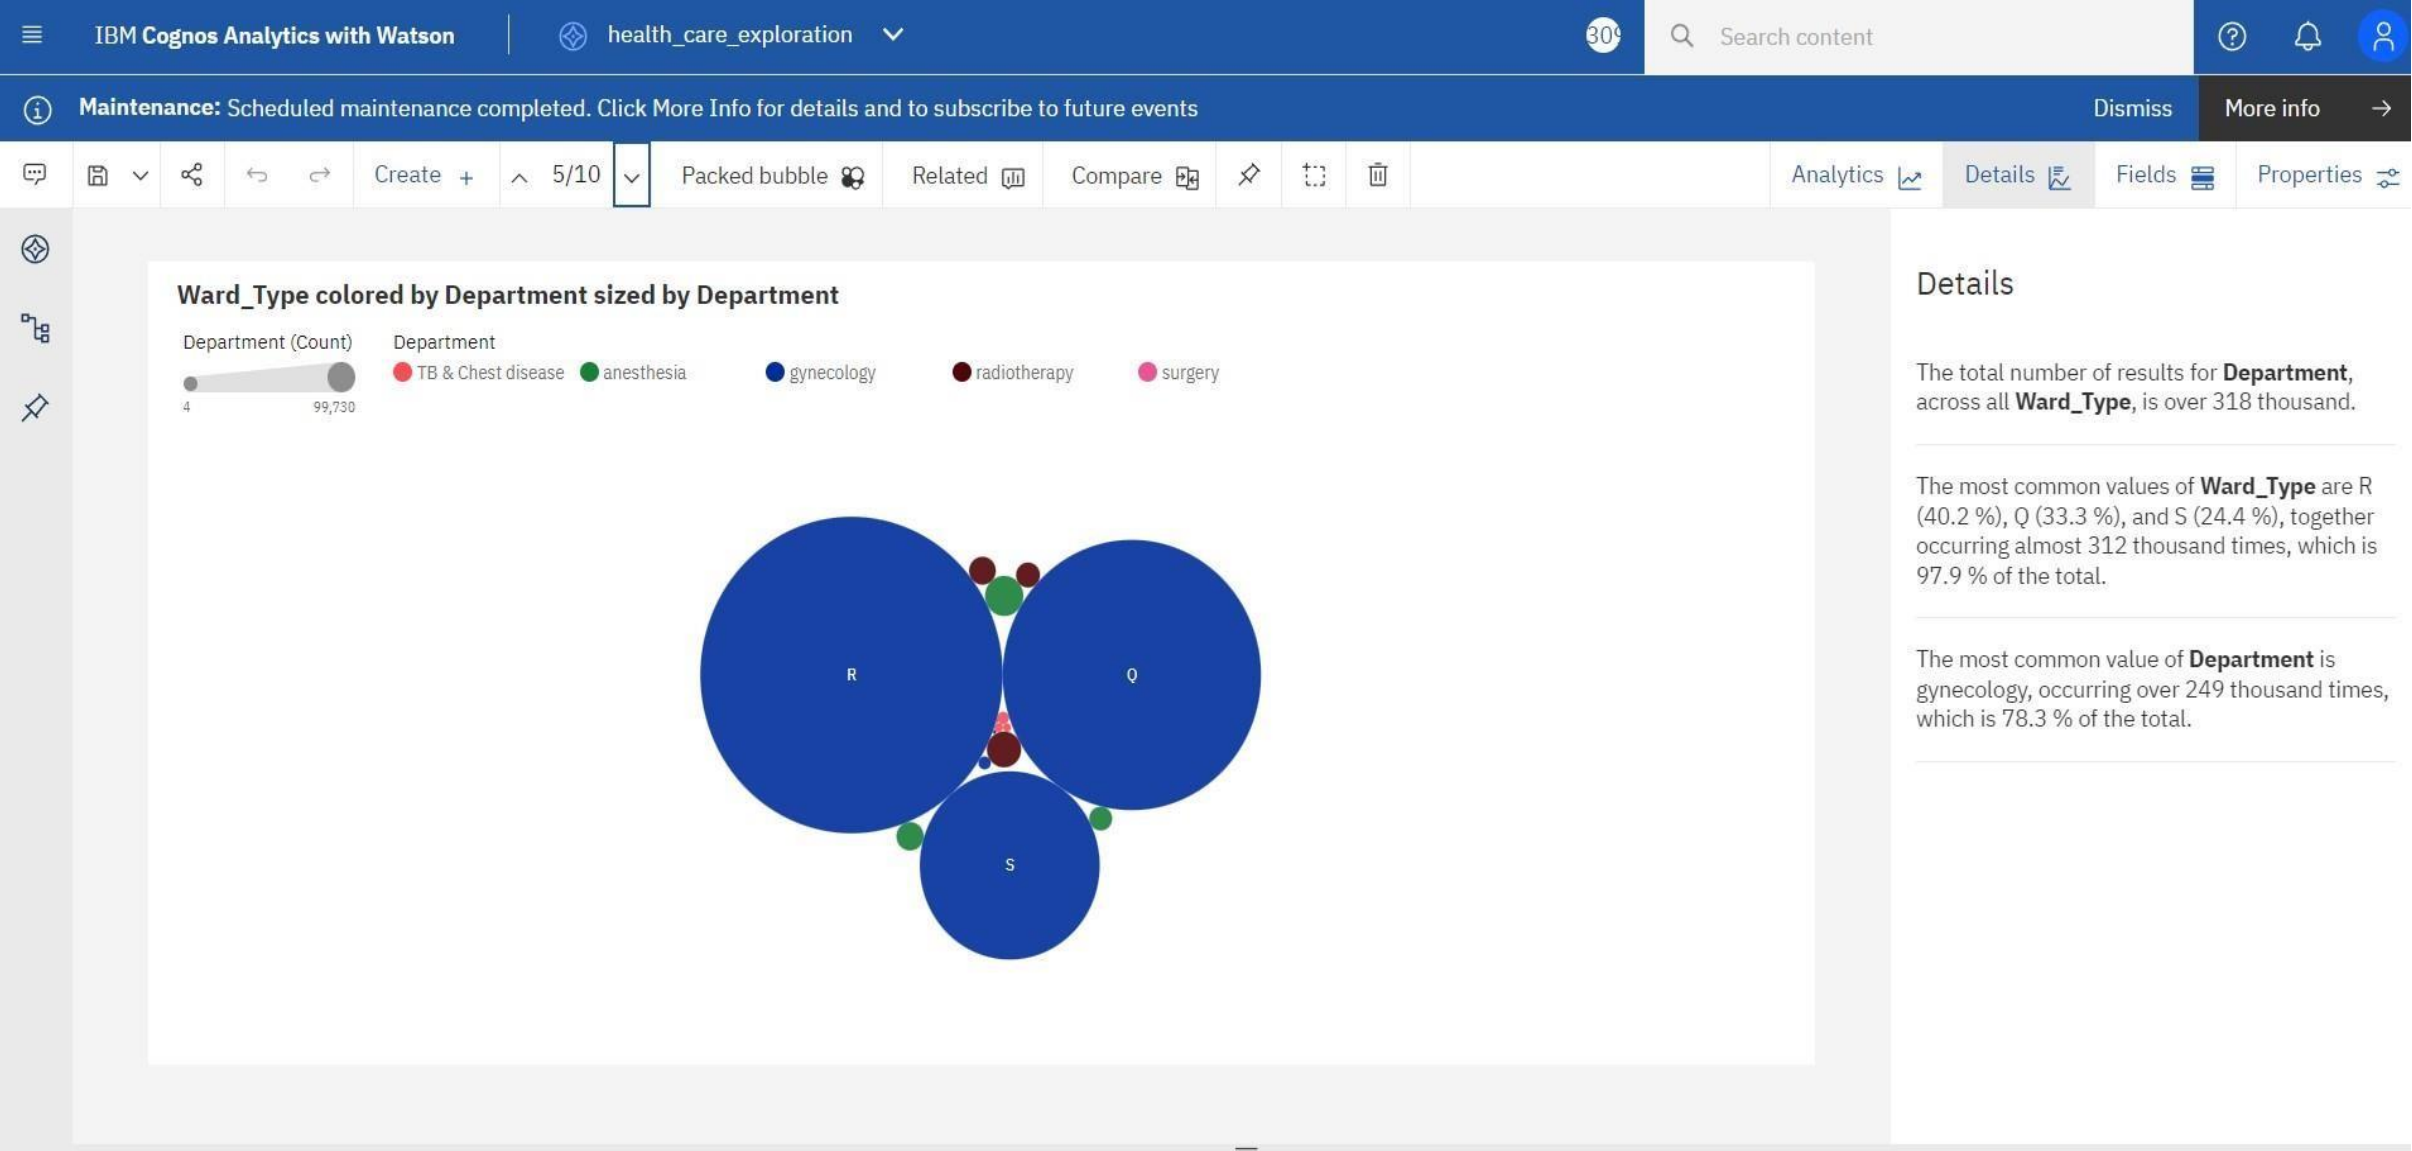 IBM Cognos Analytics with Watson
health_care_exploration
Search content
Maintenance: Scheduled maintenance completed. Click More Info for details and to subscribe to future events
Dismiss
More info
Create
5/10
Packed bubble
Related
Compare
Analytics
Details
Fields
Properties
Ward_Type colored by Department sized by Department
Department (Count)
4
99,730
Department
TB & Chest disease
anesthesia
gynecology
radiotherapy
surgery
R
Q
S
Details
The total number of results for Department,
across all Ward_Type, is over 318 thousand.
The most common values of Ward_Type are R
(40.2 %), Q (33.3 %), and S (24.4 %), together
occurring almost 312 thousand times, which is
97.9 % of the total.
The most common value of Department is
gynecology, occurring over 249 thousand times,
which is 78.3 % of the total.